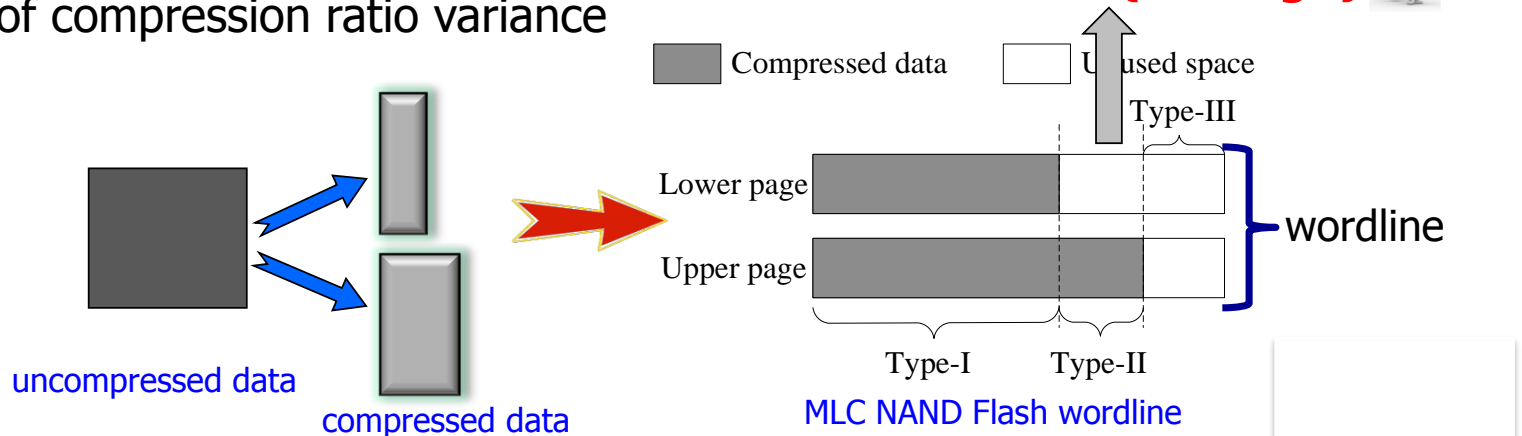 of compression ratio variance
Compressed data
Unused space
Type-III
Lower page
wordline
Upper page
Type-I
Type-II
uncompressed data
compressed data
MLC NAND Flash wordline